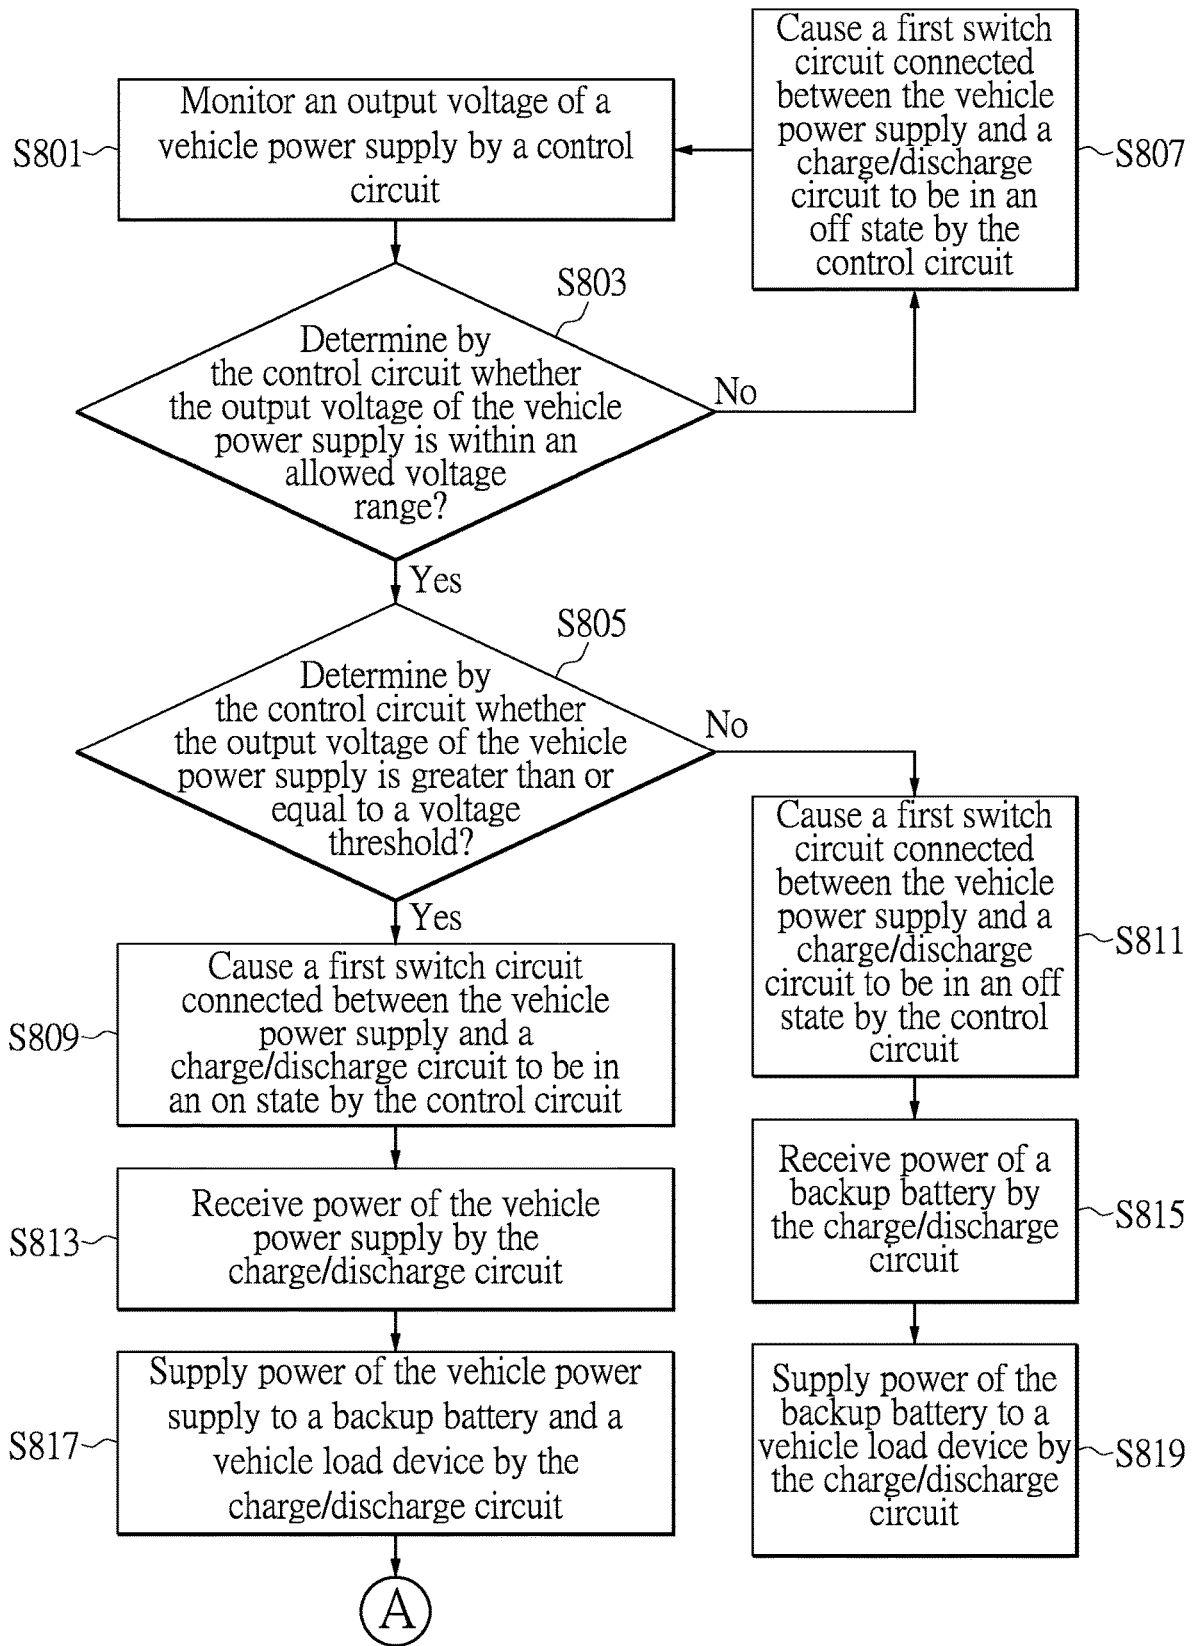 Cause a first switch
circuit connected
between the vehicle
power supply and a
charge/discharge
circuit to be in an
off state by the
control circuit
S807
Monitor an output voltage of a
vehicle power supply by a control
circuit
S801
S803
Determine by
the control circuit whether
the output voltage of the vehicle
power supply is within an
allowed voltage
range?
No
Yes
S805
Determine by
the control circuit whether
the output voltage of the vehicle
power supply is greater than or
equal to a voltage
threshold?
No
Yes
Cause a first switch
circuit connected
between the vehicle
power supply and a
charge/discharge
circuit to be in an off
state by the control
circuit
S811
Cause a first switch circuit
connected between the vehicle
power supply and a
charge/discharge circuit to be in
an on state by the control circuit
S809
Receive power of a
backup battery by
the charge/discharge
circuit
S815
Receive power of the vehicle
power supply by the
charge/discharge circuit
S813
Supply power of the vehicle power
supply to a backup battery and a
vehicle load device by the
charge/discharge circuit
S817
Supply power of the
backup battery to a
vehicle load device by
the charge/discharge
circuit
S819
A